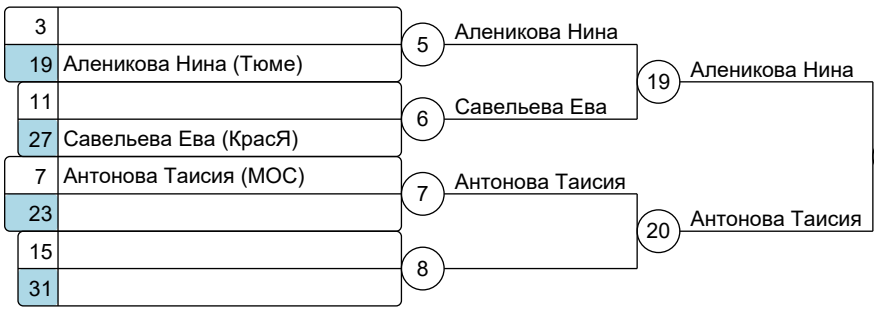 3
5 Аленикова Нина
19 Аленикова Нина (Тюме)
19 Аленикова Нина
11
6 Савельева Ева
27 Савельева Ева (КрасЯ)
7 Антонова Таисия (МОС)
7 Антонова Таисия
23
20 Антонова Таисия
15
8
31